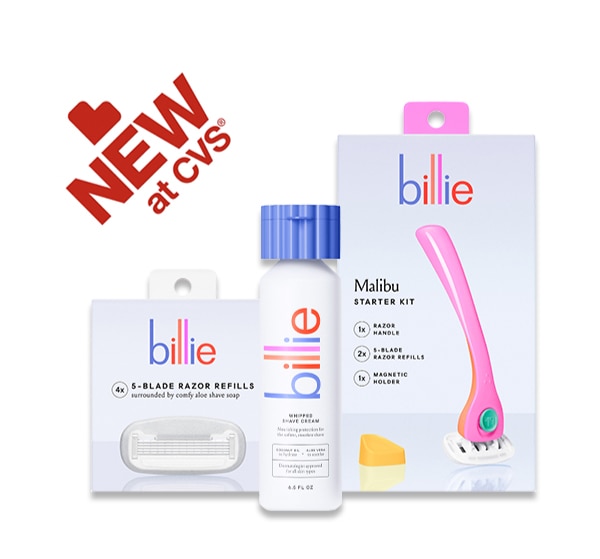 NEW
at CVS®
billie
4x
5-BLADE RAZOR REFILLS
surrounded by comfy aloe shave soap
billie
WHIPPED
SHAVE CREAM
6.5 FL OZ
billie
Malibu
STARTER KIT
1x RAZOR
HANDLE
2x 5-BLADE
RAZOR REFILLS
1x MAGNETIC
HOLDER